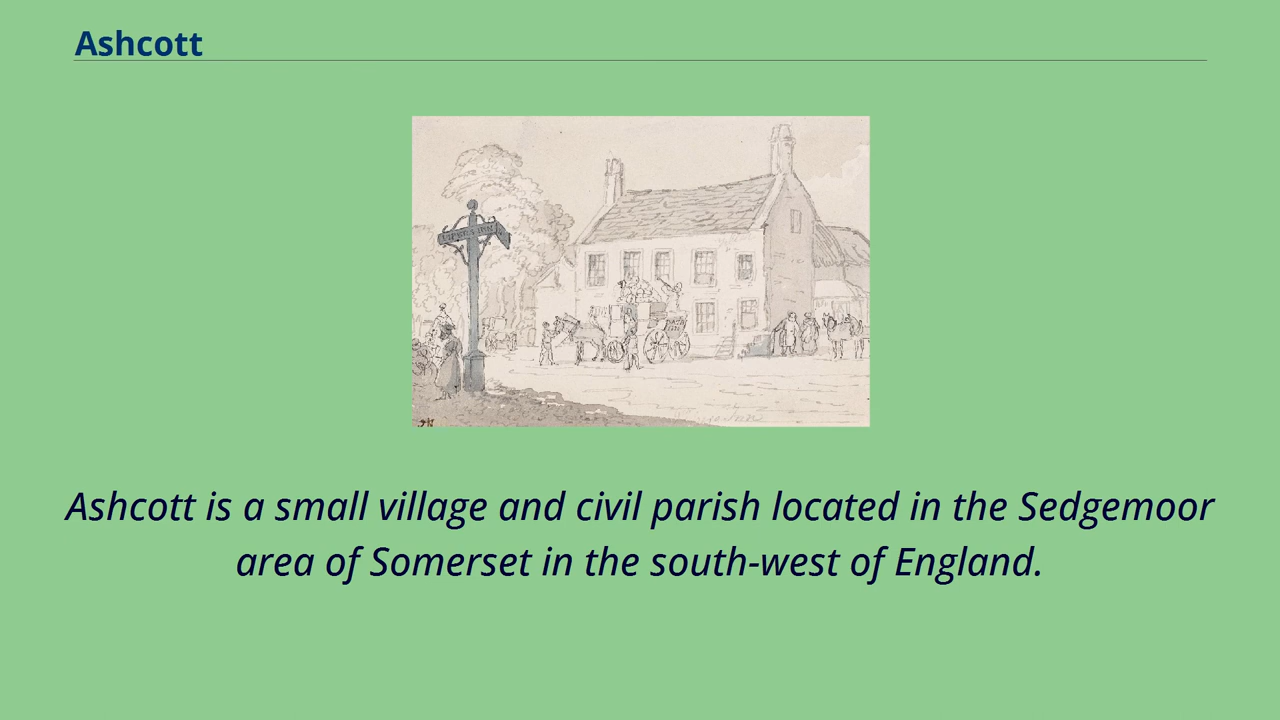 Ashcott
Ashcott is a small village and civil parish located in the Sedgemoor
area of Somerset in the south-west of England.